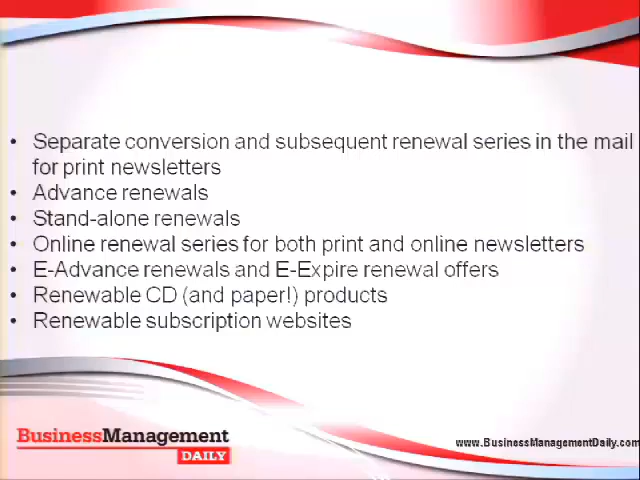 • Separate conversion and subsequent renewal series in the mail
for print newsletters
• Advance renewals
• Stand-alone renewals
• Online renewal series for both print and online newsletters
• E-Advance renewals and E-Expire renewal offers
• Renewable CD (and paper!) products
• Renewable subscription websites
BusinessManagement
DAILY
www.BusinessManagementDaily.com